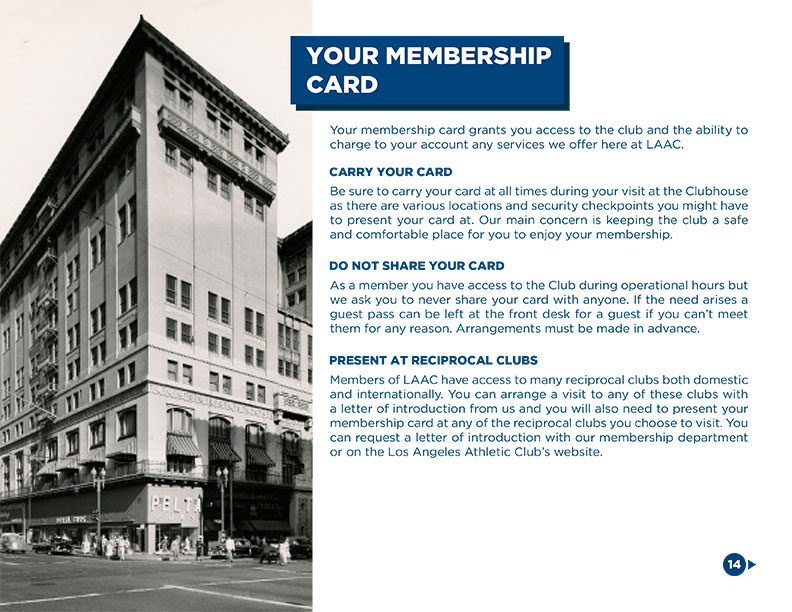 YOUR MEMBERSHIP
CARD
Your membership card grants you access to the club and the ability to
charge to your account any services we offer here at LAAC.
CARRY YOUR CARD
Be sure to carry your card at all times during your visit at the Clubhouse
as there are various locations and security checkpoints you might have
to present your card at. Our main concern is keeping the club a safe
and comfortable place for you to enjoy your membership.
DO NOT SHARE YOUR CARD
As a member you have access to the Club during operational hours but
we ask you to never share your card with anyone. If the need arises a
guest pass can be left at the front desk for a guest if you can't meet
them for any reason. Arrangements must be made in advance.
PRESENT AT RECIPROCAL CLUBS
Members of LAAC have access to many reciprocal clubs both domestic
and internationally. You can arrange a visit to any of these clubs with
a letter of introduction from us and you will also need to present your
membership card at any of the reciprocal clubs you choose to visit. You
can request a letter of introduction with our membership department
or on the Los Angeles Athletic Club's website.
PELTA
14